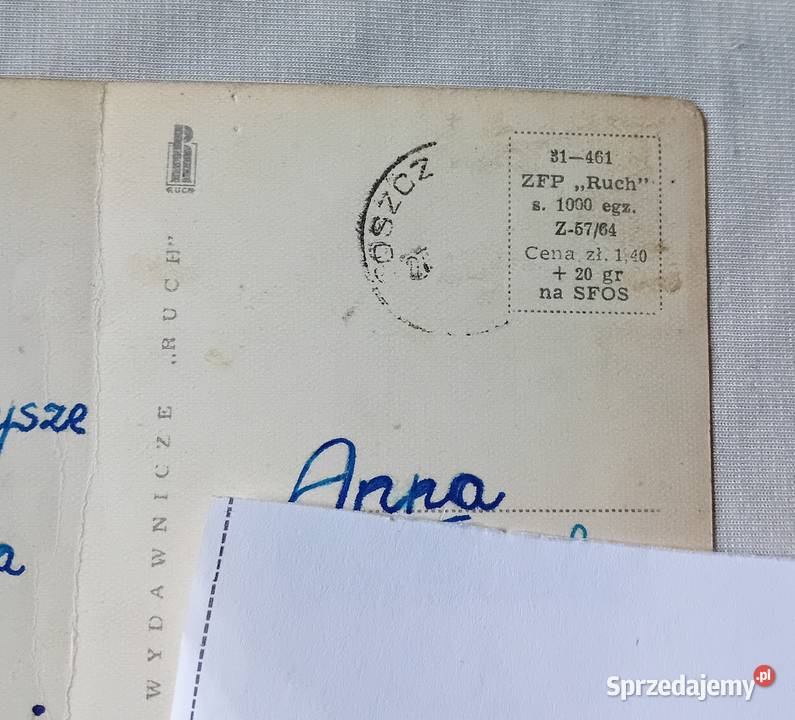 RUCH
WYDAWNICZE „RUCH”
OSZCZ
31—461
ZFP „Ruch”
s. 1000 egz.
Z-57/64
Cena zł. 1,40
+ 20 gr
na SFOS
ysze
Anna
a
Sprzedajemy.pl